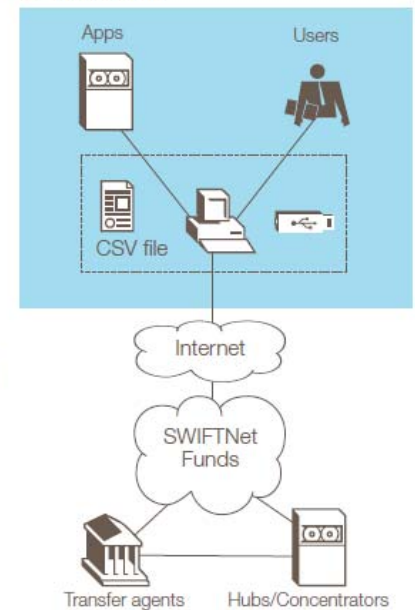 Apps
Users
CSV file
Internet
SWIFTNet
Funds
Transfer agents
Hubs/Concentrators